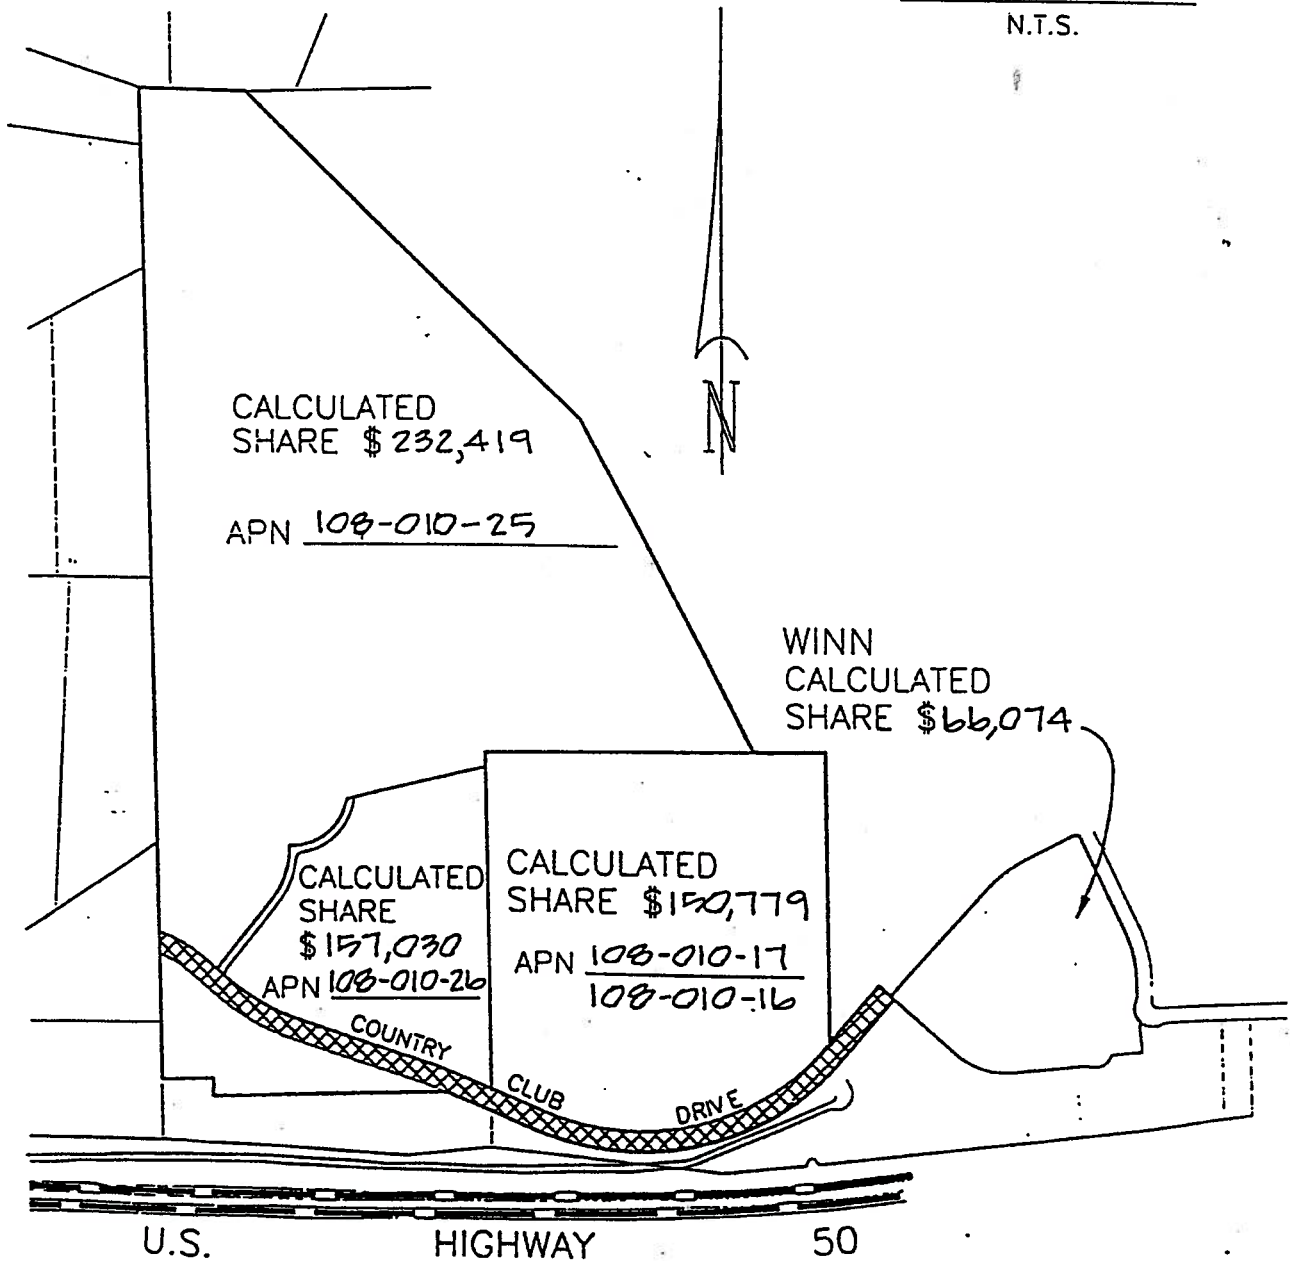 N.T.S.
N
CALCULATED
SHARE $232,419
APN 108-010-25
WINN
CALCULATED
SHARE $66,074
CALCULATED
SHARE
$157,030
APN 108-010-26
CALCULATED
SHARE $150,779
APN 108-010-17
108-010-16
COUNTRY
CLUB
DRIVE
U.S. HIGHWAY 50